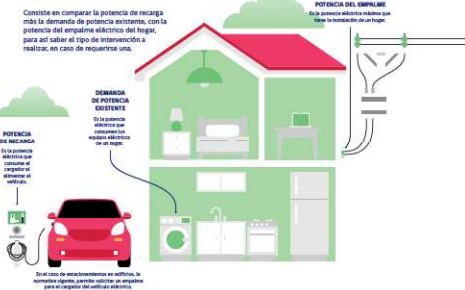 Consiste en comparar la potencia de recarga
más la demanda de potencia existente, con la
potencia del empalme eléctrico del hogar,
para así saber el tipo de intervención a
realizar, en caso de requerirse una.
POTENCIA DEL EMPALME
Es la potencia eléctrica máxima que
tiene la instalación de un hogar.
DEMANDA
DE POTENCIA
EXISTENTE
Es la potencia
eléctrica que
consumen los
equipos eléctricos
de un hogar.
POTENCIA
DE RECARGA
Es la potencia
eléctrica que
consume el
cargador al
alimentar el
vehículo.
En el caso de estacionamientos en edificios, la
normativa vigente, permite solicitar un empalme
para el cargador del vehículo eléctrico.